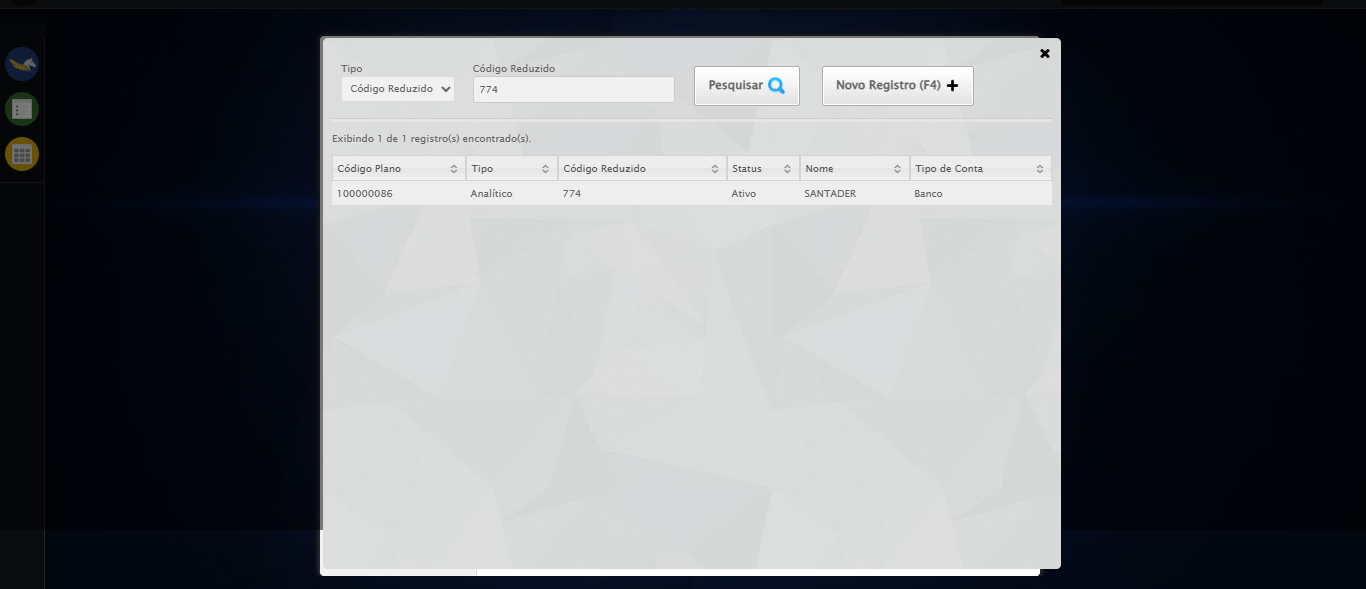 Tipo
Código Reduzido
Código Reduzido
774
Pesquisar
Novo Registro (F4)
Exibindo 1 de 1 registro(s) encontrado(s).
Código Plano Tipo Código Reduzido Status Nome Tipo de Conta
100000086 Analítico 774 Ativo SANTADER Banco